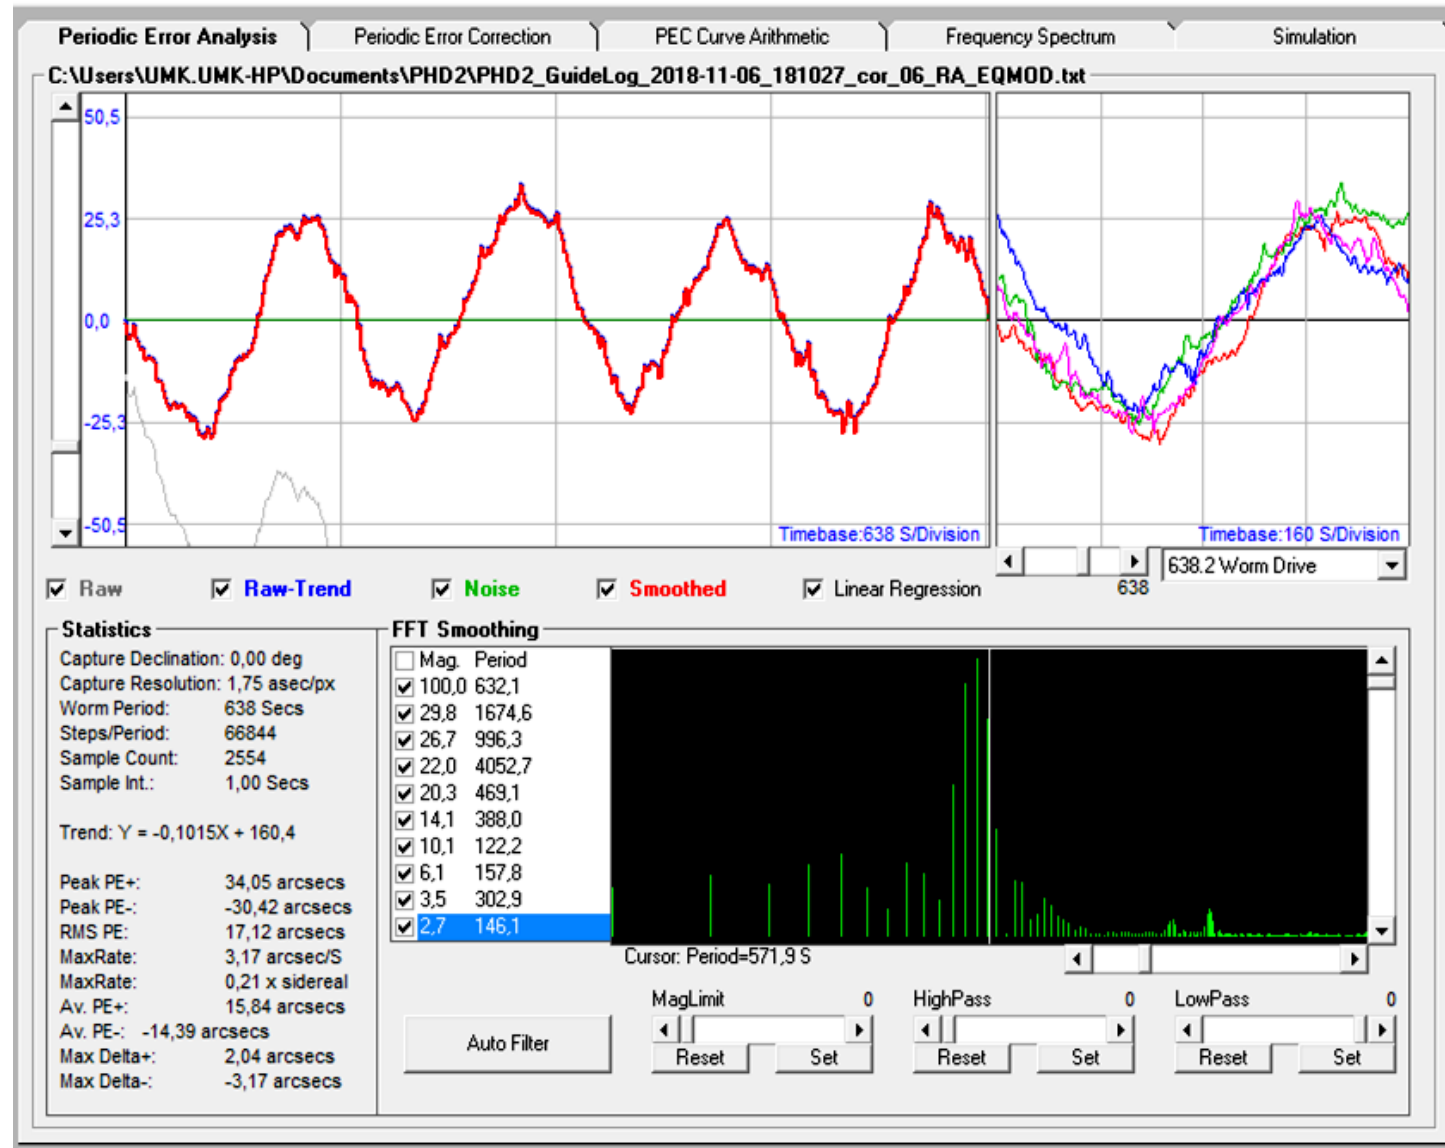 Periodic Error Analysis
Periodic Error Correction
PEC Curve Arithmetic
Frequency Spectrum
Simulation
C:\Users\UMK.UMK-HP\Documents\PHD2\PHD2_GuideLog_2018-11-06_181027_cor_06_RA_EQMOD.txt
50,5
25,3
0,0
-25,3
-50,5
Timebase:638 S/Division
Timebase:160 S/Division
638
638.2 Worm Drive
Raw
Raw-Trend
Noise
Smoothed
Linear Regression
Statistics
Capture Declination: 0,00 deg
Capture Resolution: 1,75 asec/px
Worm Period: 638 Secs
Steps/Period: 66844
Sample Count: 2554
Sample Int.: 1,00 Secs
Trend: Y = -0,1015X + 160,4
Peak PE+: 34,05 arcsecs
Peak PE-: -30,42 arcsecs
RMS PE: 17,12 arcsecs
MaxRate: 3,17 arcsec/S
MaxRate: 0,21 x sidereal
Av. PE+: 15,84 arcsecs
Av. PE-: -14,39 arcsecs
Max Delta+: 2,04 arcsecs
Max Delta-: -3,17 arcsecs
FFT Smoothing
Mag. Period
100,0 632,1
29,8 1674,6
26,7 996,3
22,0 4052,7
20,3 469,1
14,1 388,0
10,1 122,2
6,1 157,8
3,5 302,9
2,7 146,1
Cursor: Period=571,9 S
Auto Filter
MagLimit 0
Reset Set
HighPass 0
Reset Set
LowPass 0
Reset Set